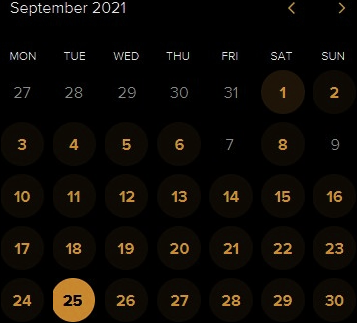 September 2021 < >
MON TUE WED THU FRI SAT SUN
27 28 29 30 31 1 2
3 4 5 6 7 8 9
10 11 12 13 14 15 16
17 18 19 20 21 22 23
24 25 26 27 28 29 30